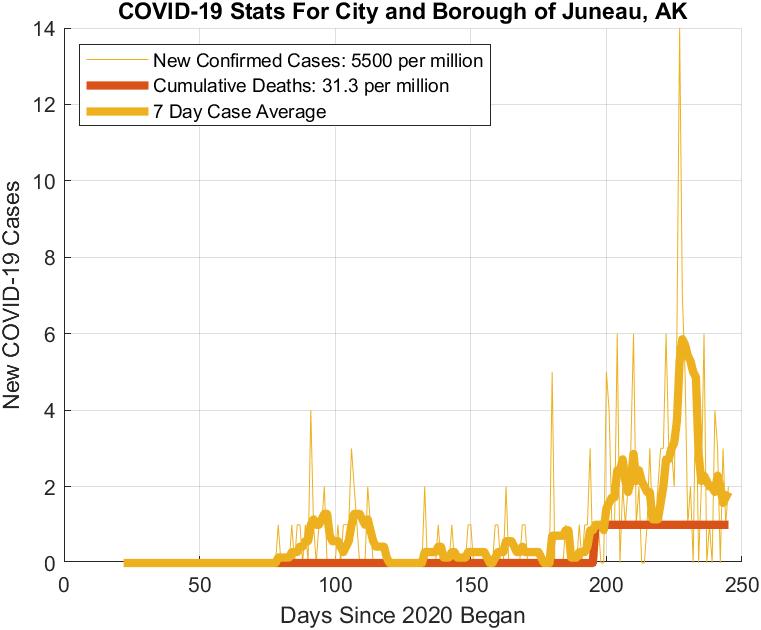 COVID-19 Stats For City and Borough of Juneau, AK
14
12
10
8
6
4
2
0
New COVID-19 Cases
New Confirmed Cases: 5500 per million
Cumulative Deaths: 31.3 per million
7 Day Case Average
0 50 100 150 200 250
Days Since 2020 Began